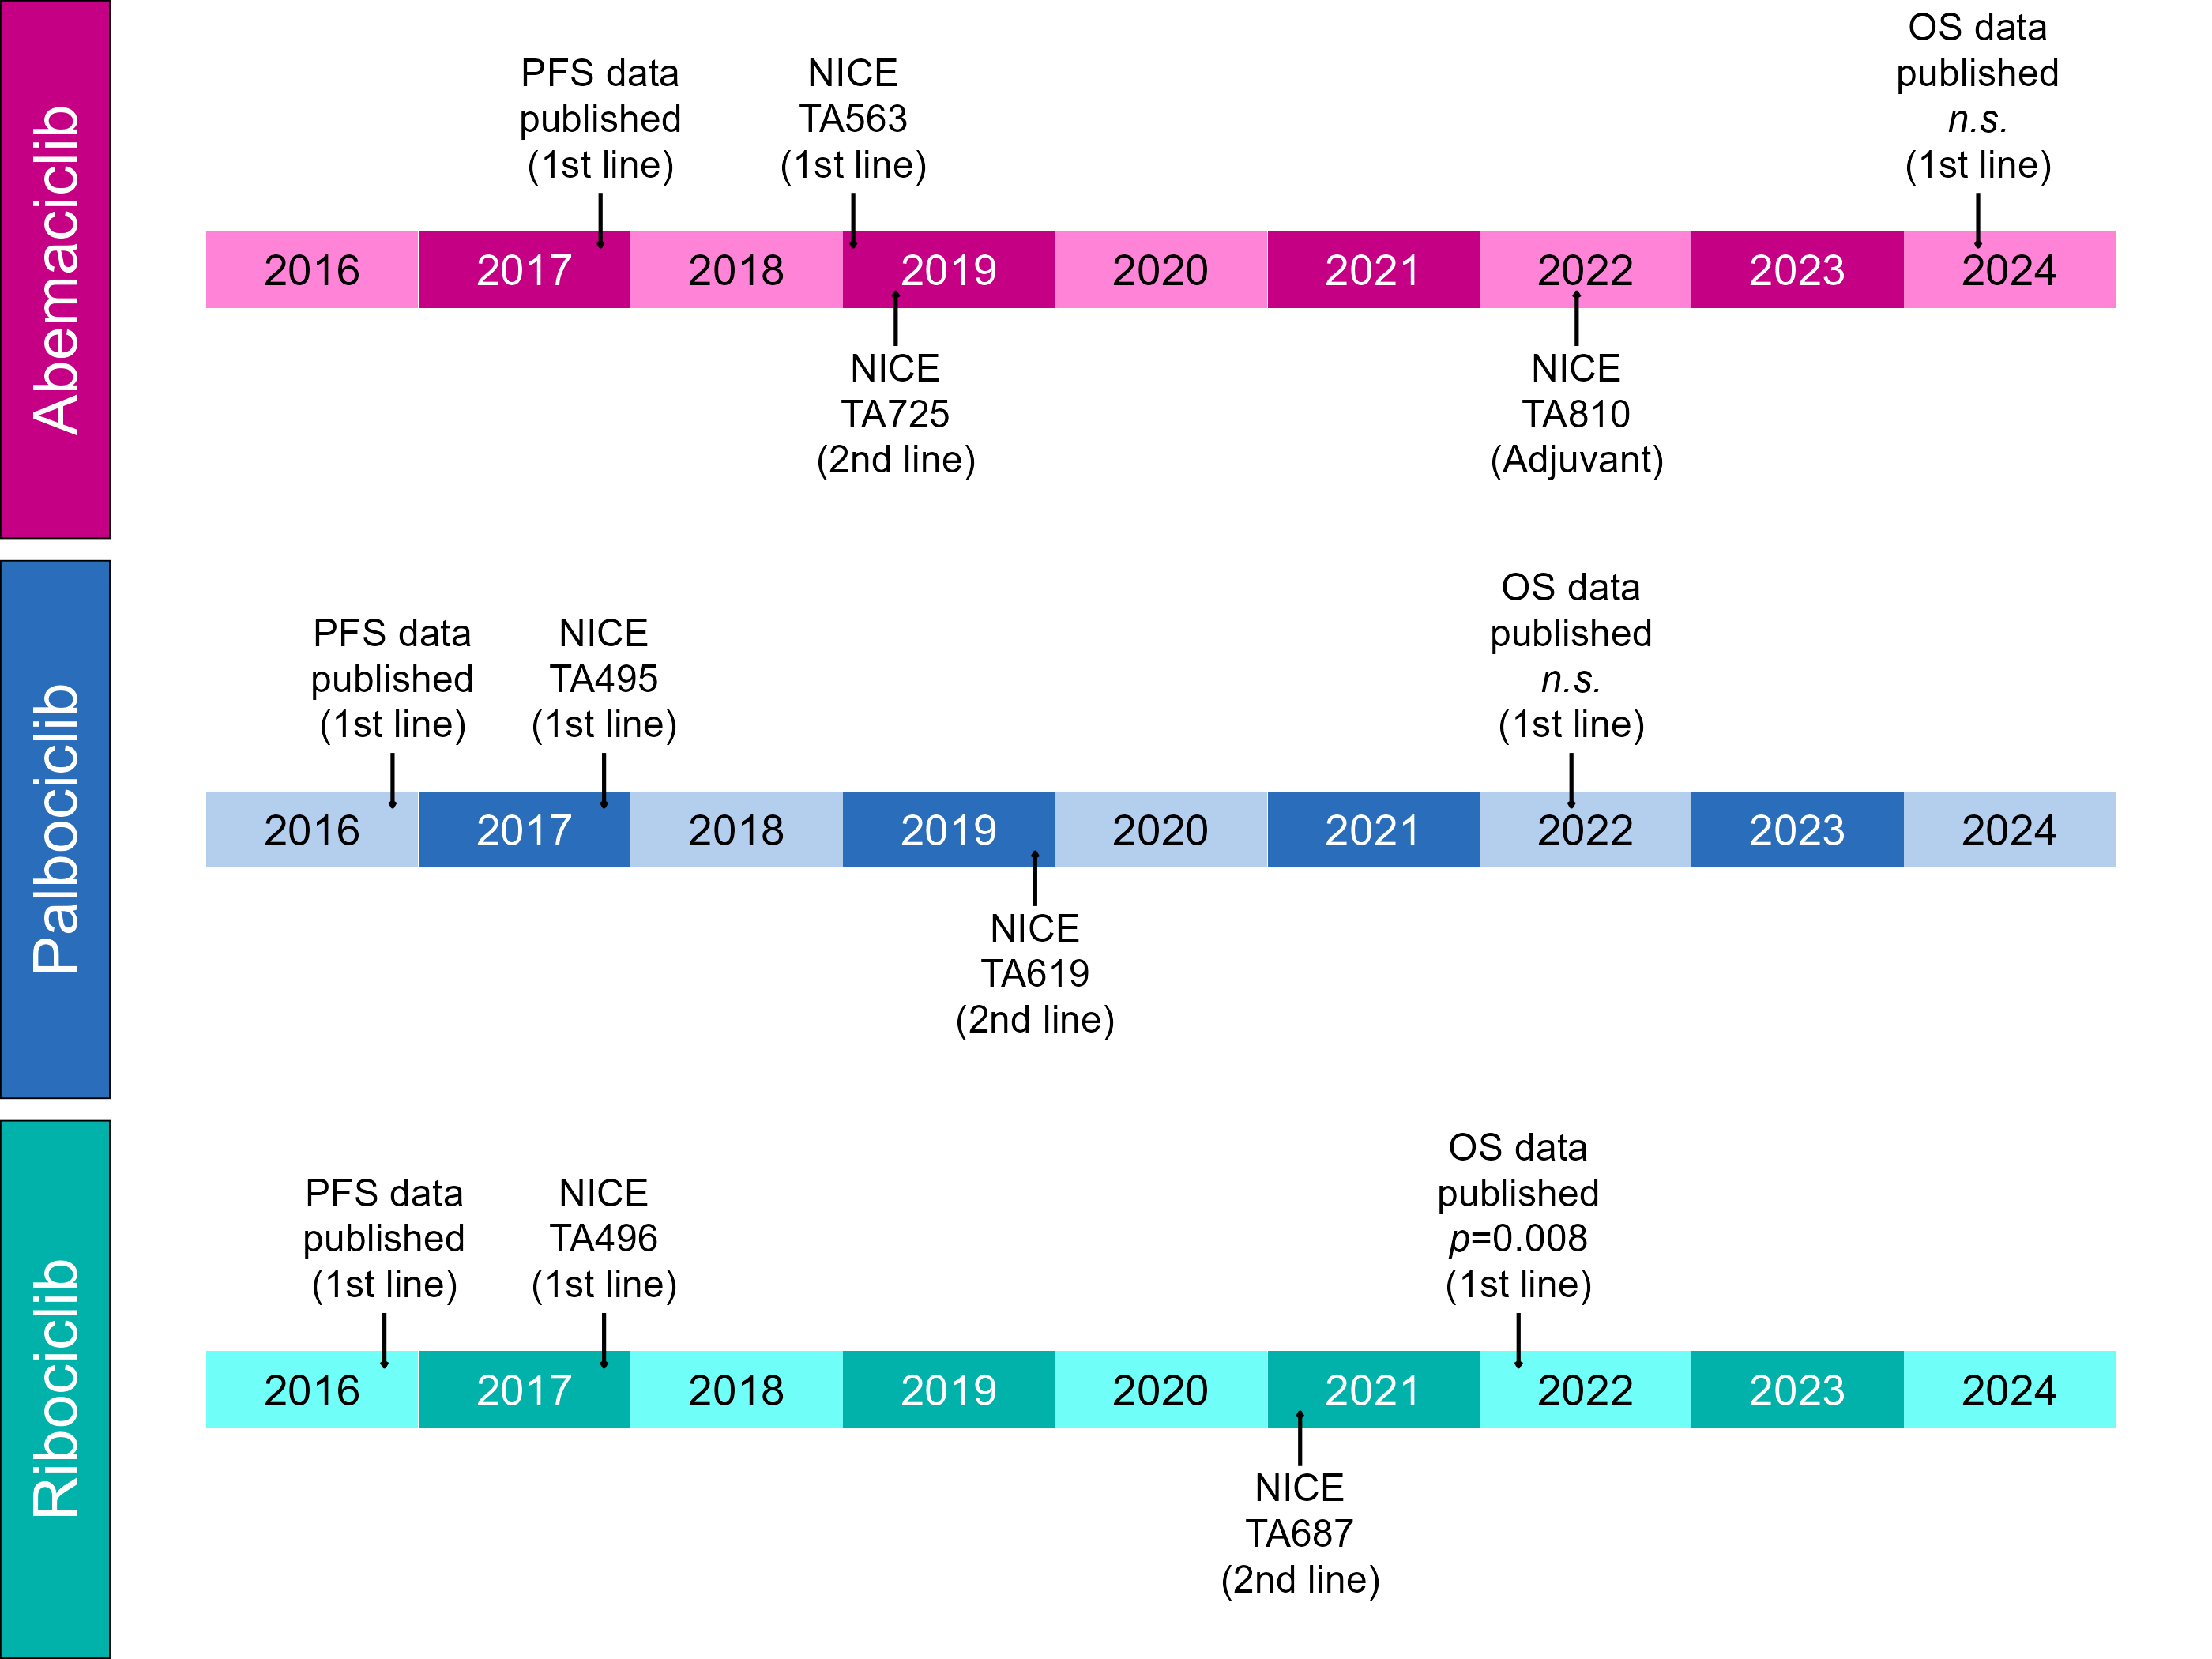 Abemaciclib
PFS data
published
(1st line)
NICE
TA563
(1st line)
OS data
published
n.s.
(1st line)
2016 2017 2018 2019 2020 2021 2022 2023 2024
NICE
TA725
(2nd line)
NICE
TA810
(Adjuvant)
Palbociclib
PFS data
published
(1st line)
NICE
TA495
(1st line)
OS data
published
n.s.
(1st line)
2016 2017 2018 2019 2020 2021 2022 2023 2024
NICE
TA619
(2nd line)
Ribociclib
PFS data
published
(1st line)
NICE
TA496
(1st line)
OS data
published
p=0.008
(1st line)
2016 2017 2018 2019 2020 2021 2022 2023 2024
NICE
TA687
(2nd line)